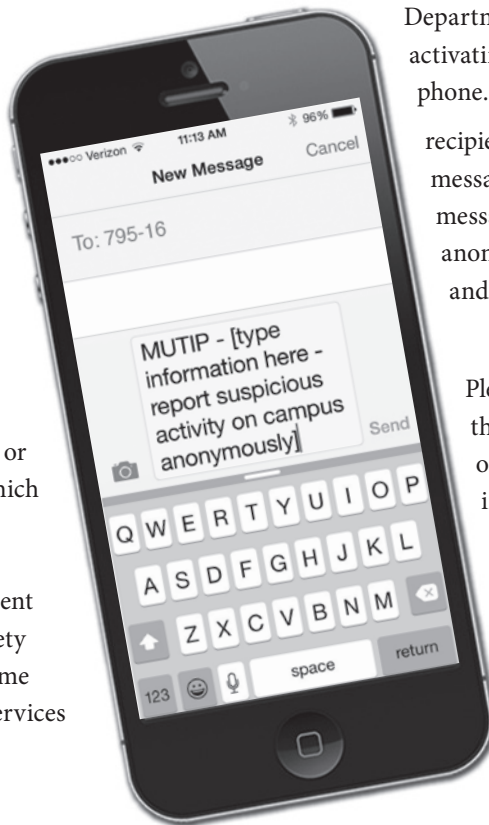 Departm
activatin
phone.
recipie
messa
messa
anon
and
Ple
th
o
i
or
hich
ent
ety
me
ervices
Verizon 11:13 AM 96%
New Message Cancel
To: 795-16
MUTIP - [type
information here -
report suspicious
activity on campus
anonymously]
Send
Q W E R T Y U I O P
A S D F G H J K L
Z X C V B N M
123 space return